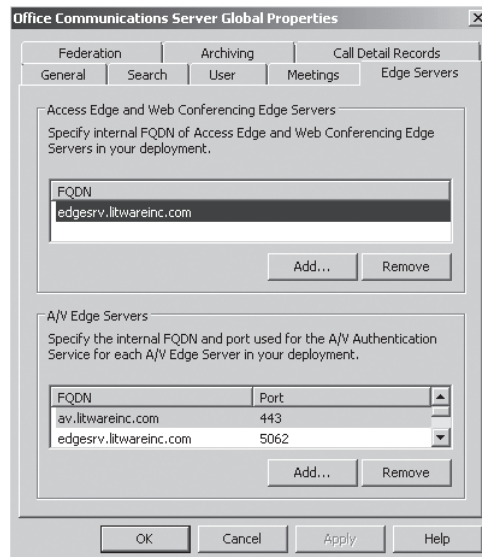 Office Communications Server Global Properties
Federation Archiving Call Detail Records
General Search User Meetings Edge Servers
Access Edge and Web Conferencing Edge Servers
Specify internal FQDN of Access Edge and Web Conferencing Edge
Servers in your deployment.
FQDN
edgesrv.litwareinc.com
Add... Remove
A/V Edge Servers
Specify the internal FQDN and port used for the A/V Authentication
Service for each A/V Edge Server in your deployment.
FQDN Port
av.litwareinc.com 443
edgesrv.litwareinc.com 5062
Add... Remove
OK Cancel Apply Help